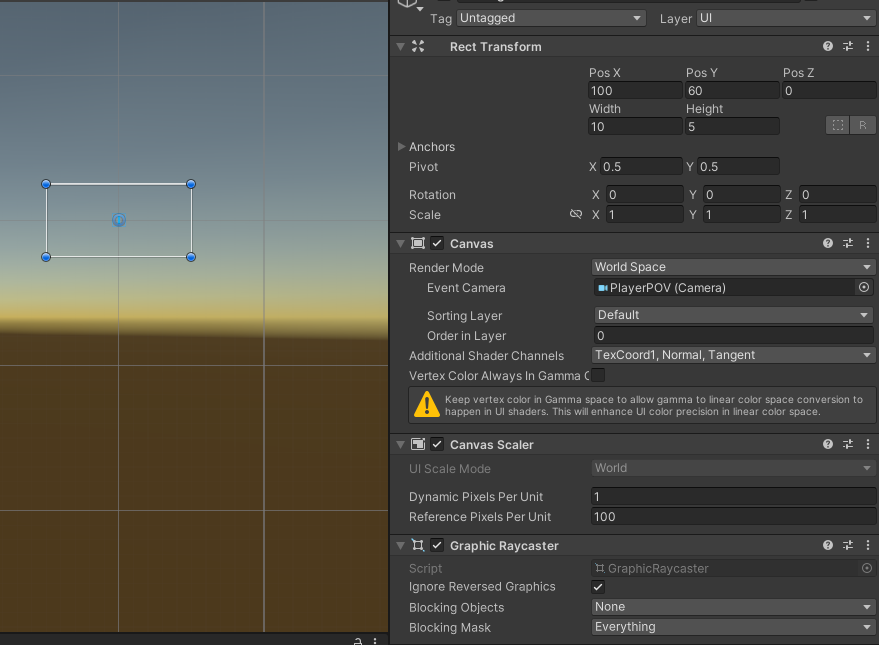 Tag Untagged Layer UI
Rect Transform
Pos X Pos Y Pos Z
100 60 0
Width Height
10 5
R
Anchors
Pivot X 0.5 Y 0.5
Rotation X 0 Y 0 Z 0
Scale X 1 Y 1 Z 1
Canvas
Render Mode World Space
Event Camera PlayerPOV (Camera)
Sorting Layer Default
Order in Layer 0
Additional Shader Channels TexCoord1, Normal, Tangent
Vertex Color Always In Gamma
Keep vertex color in Gamma space to allow gamma to linear color space conversion to
happen in UI shaders. This will enhance UI color precision in linear color space.
Canvas Scaler
UI Scale Mode World
Dynamic Pixels Per Unit 1
Reference Pixels Per Unit 100
Graphic Raycaster
Script GraphicRaycaster
Ignore Reversed Graphics
Blocking Objects None
Blocking Mask Everything